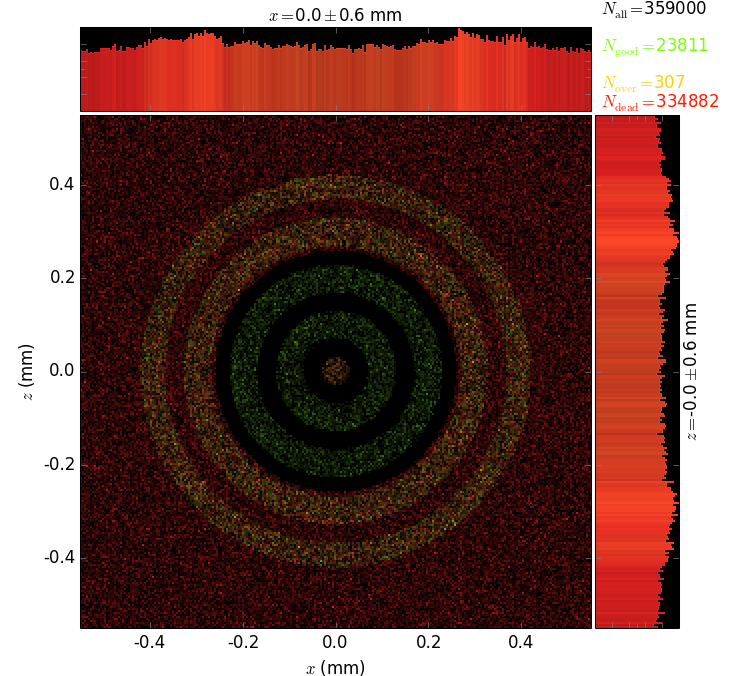 x = 0.0 ± 0.6 mm
N_all = 359000
N_good = 23811
N_over = 307
N_dead = 334882
0.4
0.2
0.0
-0.2
-0.4
z (mm)
z = -0.0 ± 0.6 mm
-0.4 -0.2 0.0 0.2 0.4
x (mm)